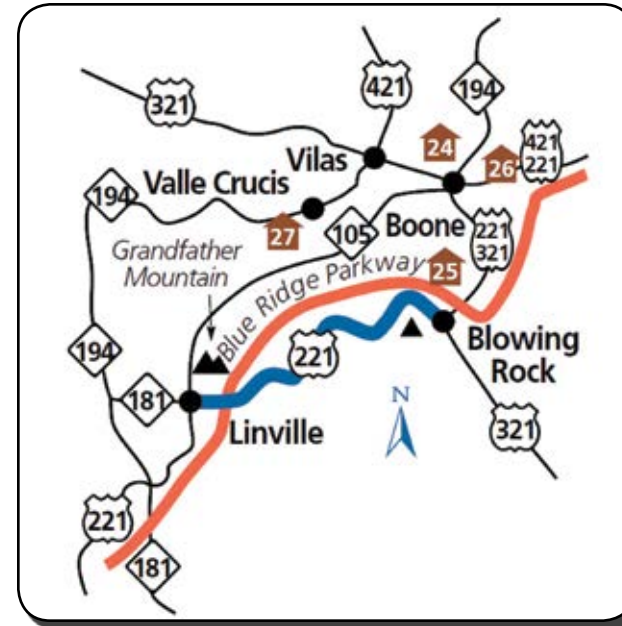 421
194
321
24
Vilas
421
221
26
194
Valle Crucis
27
105
Boone
221
321
Grandfather
Mountain
Blue Ridge Parkway
25
194
221
Blowing
Rock
181
N
Linville
321
221
181